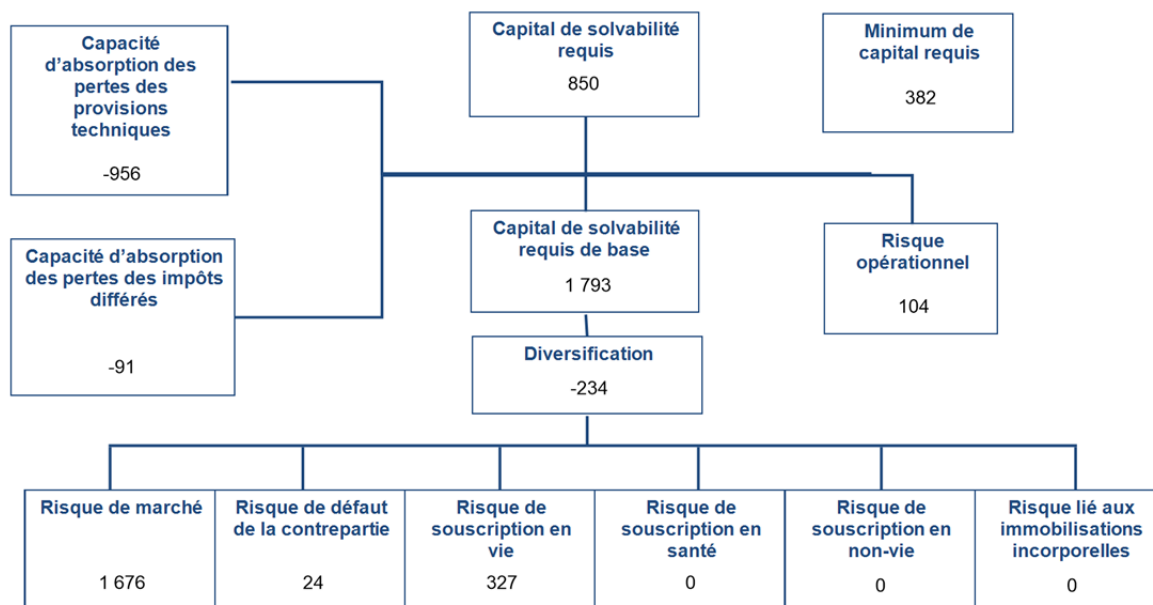 Capacité
d'absorption des
pertes des
provisions
techniques
-956
Capital de solvabilité
requis
850
Minimum de
capital requis
382
Capacité d'absorption
des pertes des impôts
différés
-91
Capital de solvabilité
requis de base
1 793
Risque
opérationnel
104
Diversification
-234
Risque de marché
1 676
Risque de défaut
de la contrepartie
24
Risque de
souscription en
vie
327
Risque de
souscription en
santé
0
Risque de
souscription en
non-vie
0
Risque lié aux
immobilisations
incorporelles
0